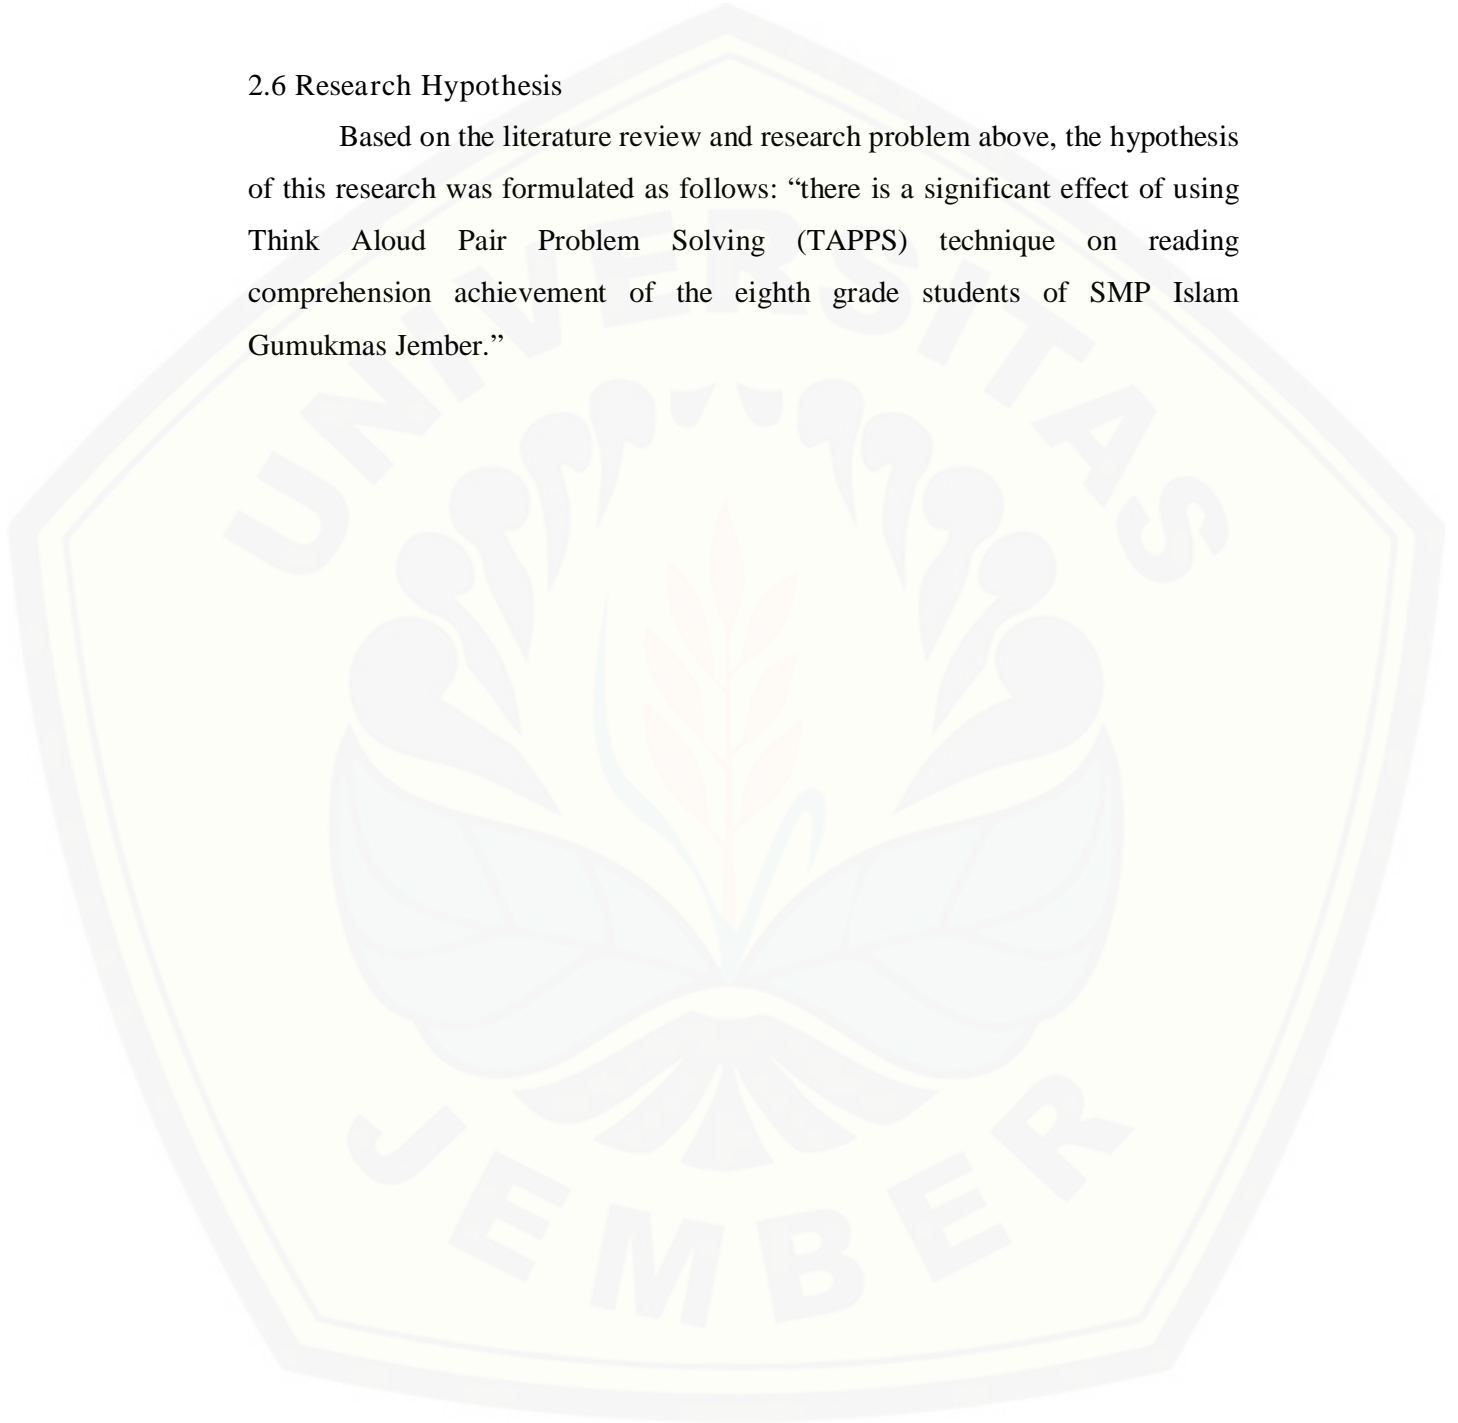 2.6 Research Hypothesis
Based on the literature review and research problem above, the hypothesis
of this research was formulated as follows: “there is a significant effect of using
Think Aloud Pair Problem Solving (TAPPS) technique on reading
comprehension achievement of the eighth grade students of SMP Islam
Gumukmas Jember.”
UNIVERSITAS
JEMBER